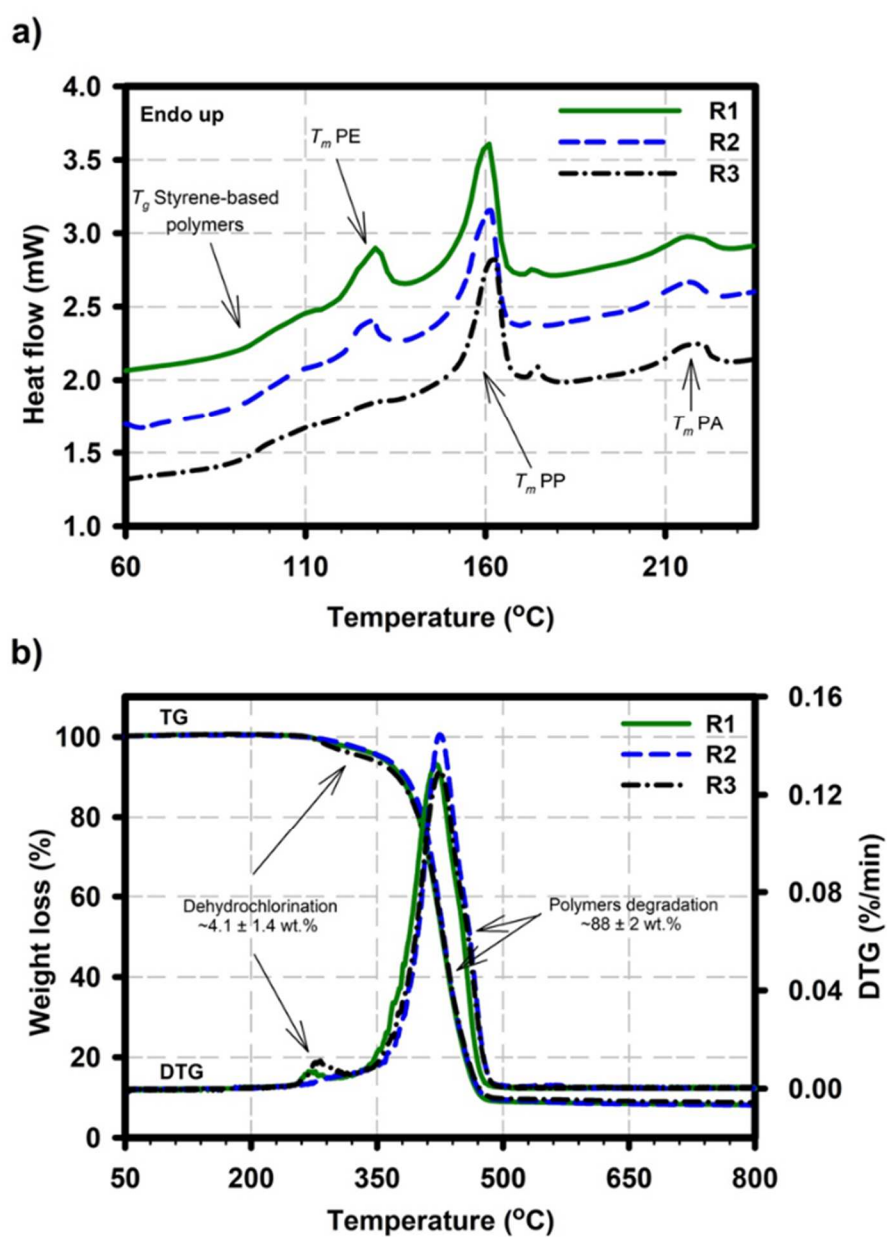 a)
4.0
3.5
3.0
2.5
2.0
1.5
1.0
Heat flow (mW)
Endo up
R1
R2
R3
Tm PE
Tg Styrene-based
polymers
Tm PP
Tm PA
60
110
160
210
Temperature (°C)
b)
100
80
60
40
20
0
Weight loss (%)
TG
R1
R2
R3
Dehydrochlorination
~4.1 ± 1.4 wt.%
Polymers degradation
~88 ± 2 wt.%
DTG
0.16
0.12
0.08
0.04
0.00
DTG (%/min)
50
200
350
500
650
800
Temperature (°C)